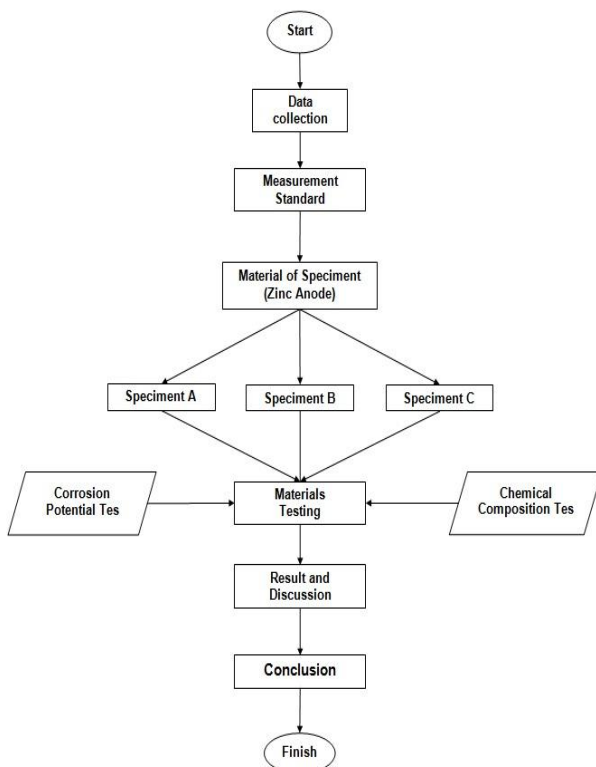 Start
Data
collection
Measurement
Standard
Material of Speciment
(Zinc Anode)
Speciment A
Speciment B
Speciment C
Corrosion
Potential Tes
Materials
Testing
Chemical
Composition Tes
Result and
Discussion
Conclusion
Finish